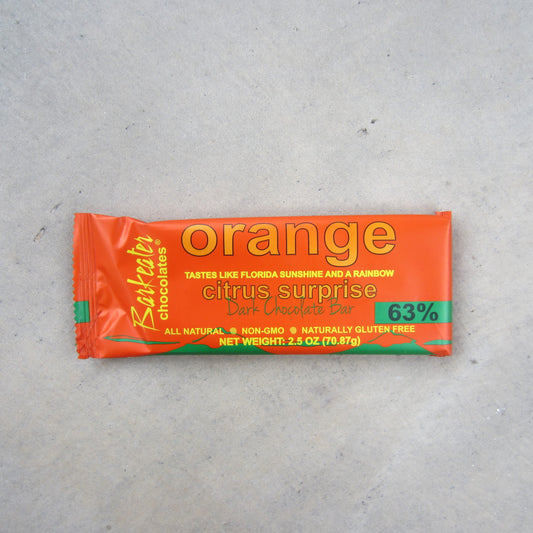 Barkeater
chocolates®
orange
TASTES LIKE FLORIDA SUNSHINE AND A RAINBOW
citrus surprise
Dark Chocolate Bar
63%
ALL NATURAL ● NON-GMO ● NATURALLY GLUTEN FREE
NET WEIGHT: 2.5 OZ (70.87g)